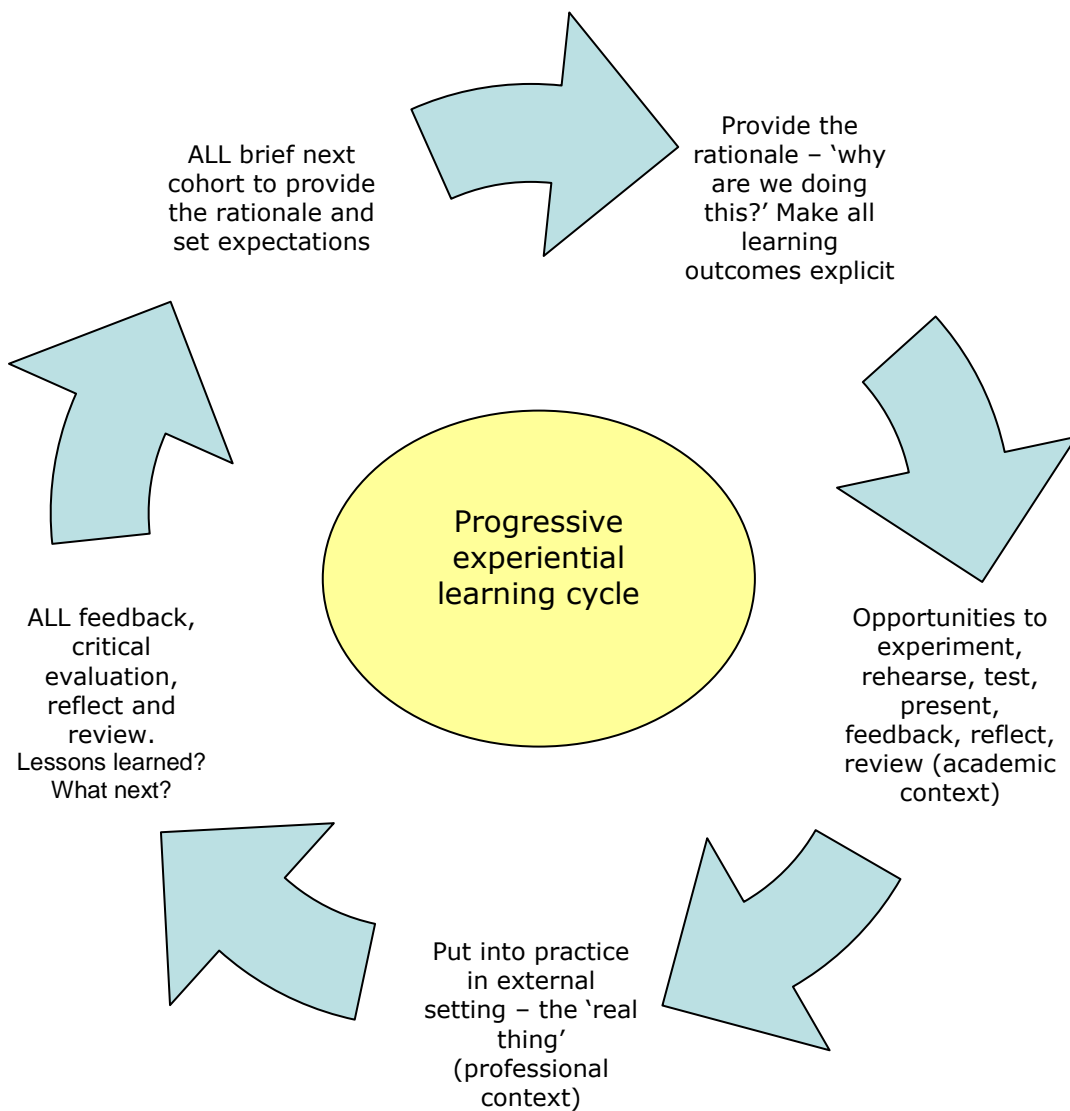 ALL brief next
cohort to provide
the rationale and
set expectations
Provide the
rationale – ‘why
are we doing
this?’ Make all
learning
outcomes explicit
Opportunities to
experiment,
rehearse, test,
present,
feedback, reflect,
review (academic
context)
Put into practice
in external
setting – the ‘real
thing’
(professional
context)
ALL feedback,
critical
evaluation,
reflect and
review.
Lessons learned?
What next?
Progressive
experiential
learning cycle